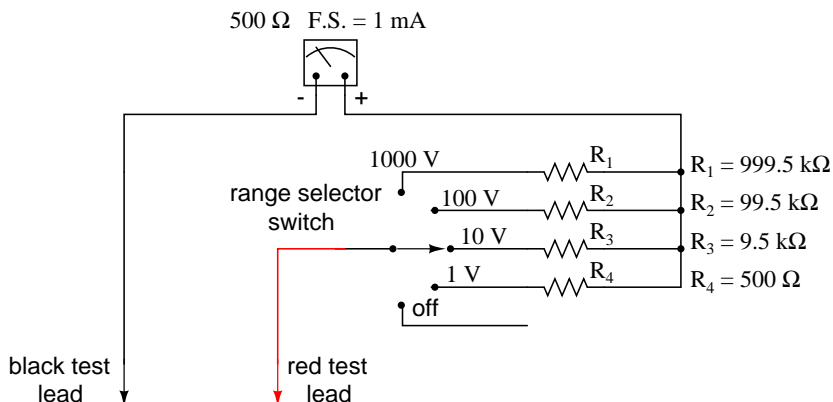 500 Ω F.S. = 1 mA
- +
1000 V R1 R1 = 999.5 kΩ
range selector
switch
100 V R2 R2 = 99.5 kΩ
10 V R3 R3 = 9.5 kΩ
1 V R4 R4 = 500 Ω
off
black test
lead
red test
lead